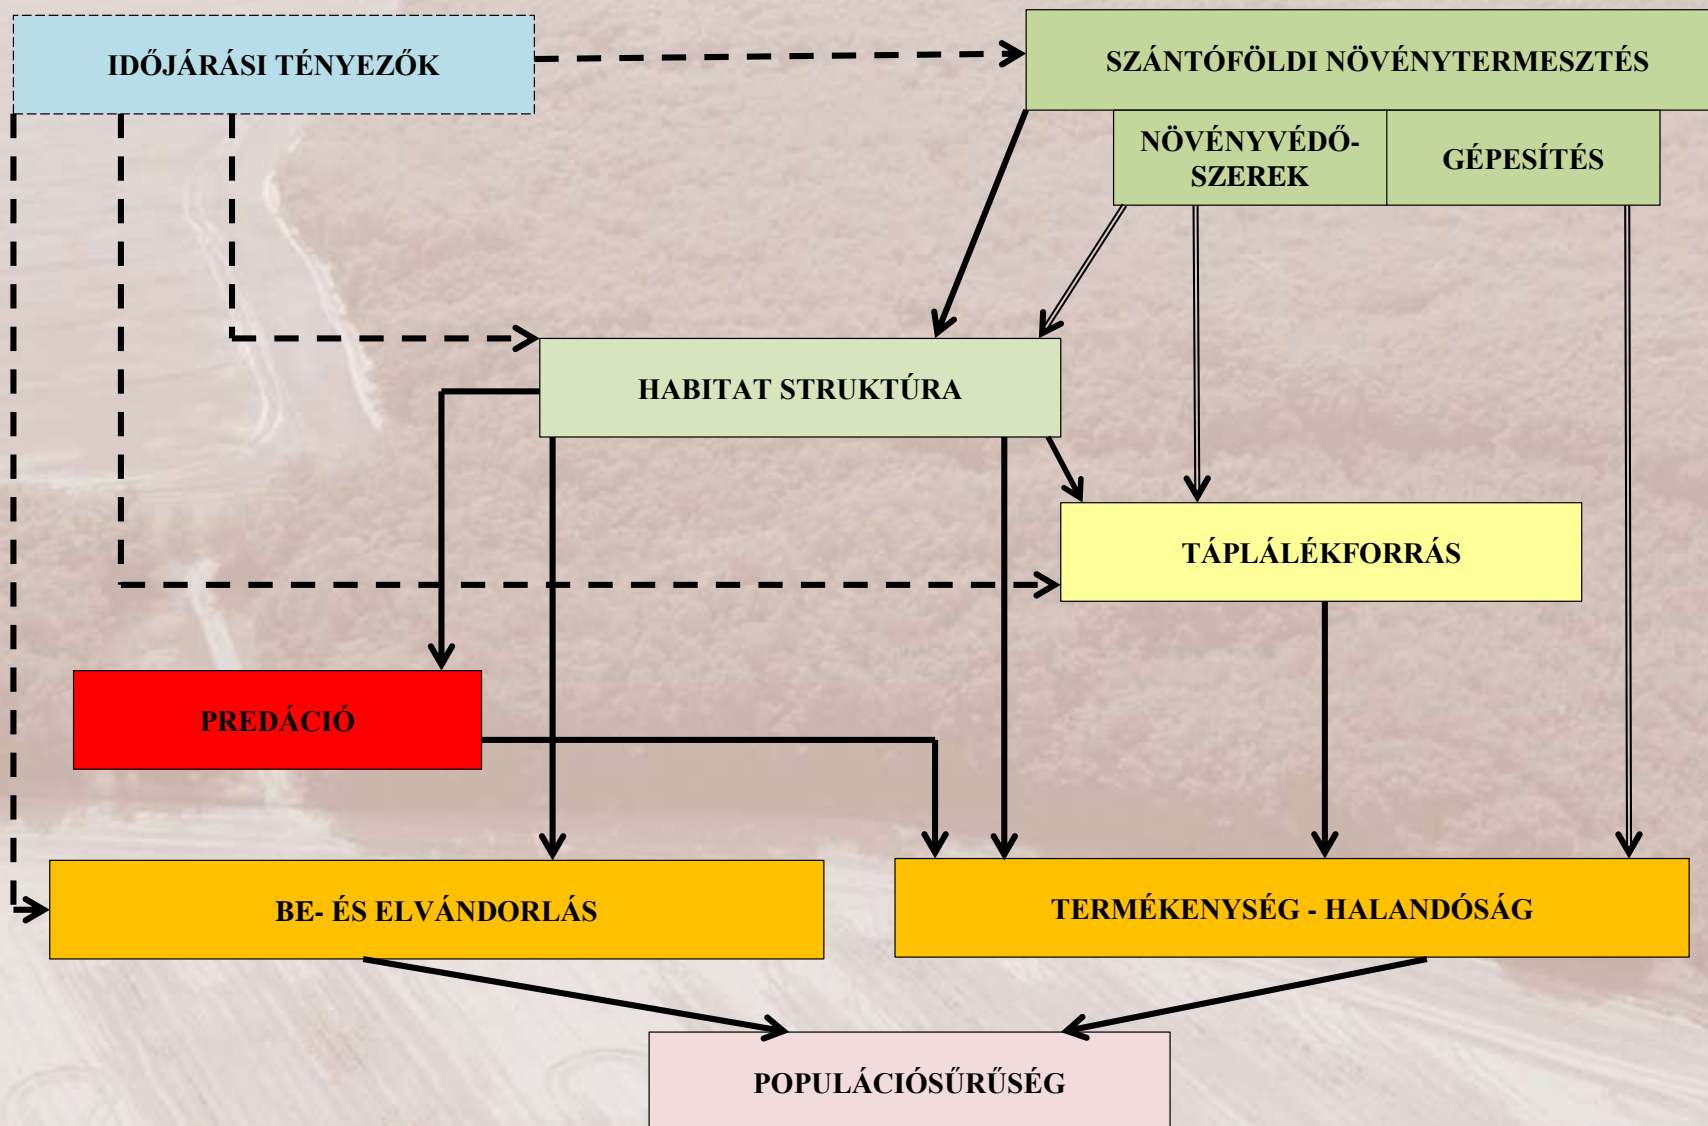 IDŐJÁRÁSI TÉNYEZŐK
SZÁNTÓFÖLDI NÖVÉNYTERMESZTÉS
NÖVÉNYVÉDŐ-
SZEREK
GÉPESÍTÉS
HABITAT STRUKTÚRA
TÁPLÁLÉKFORRÁS
PREDÁCIÓ
BE- ÉS ELVÁNDORLÁS
TERMÉKENYSÉG - HALANDÓSÁG
POPULÁCIÓSŰRŰSÉG